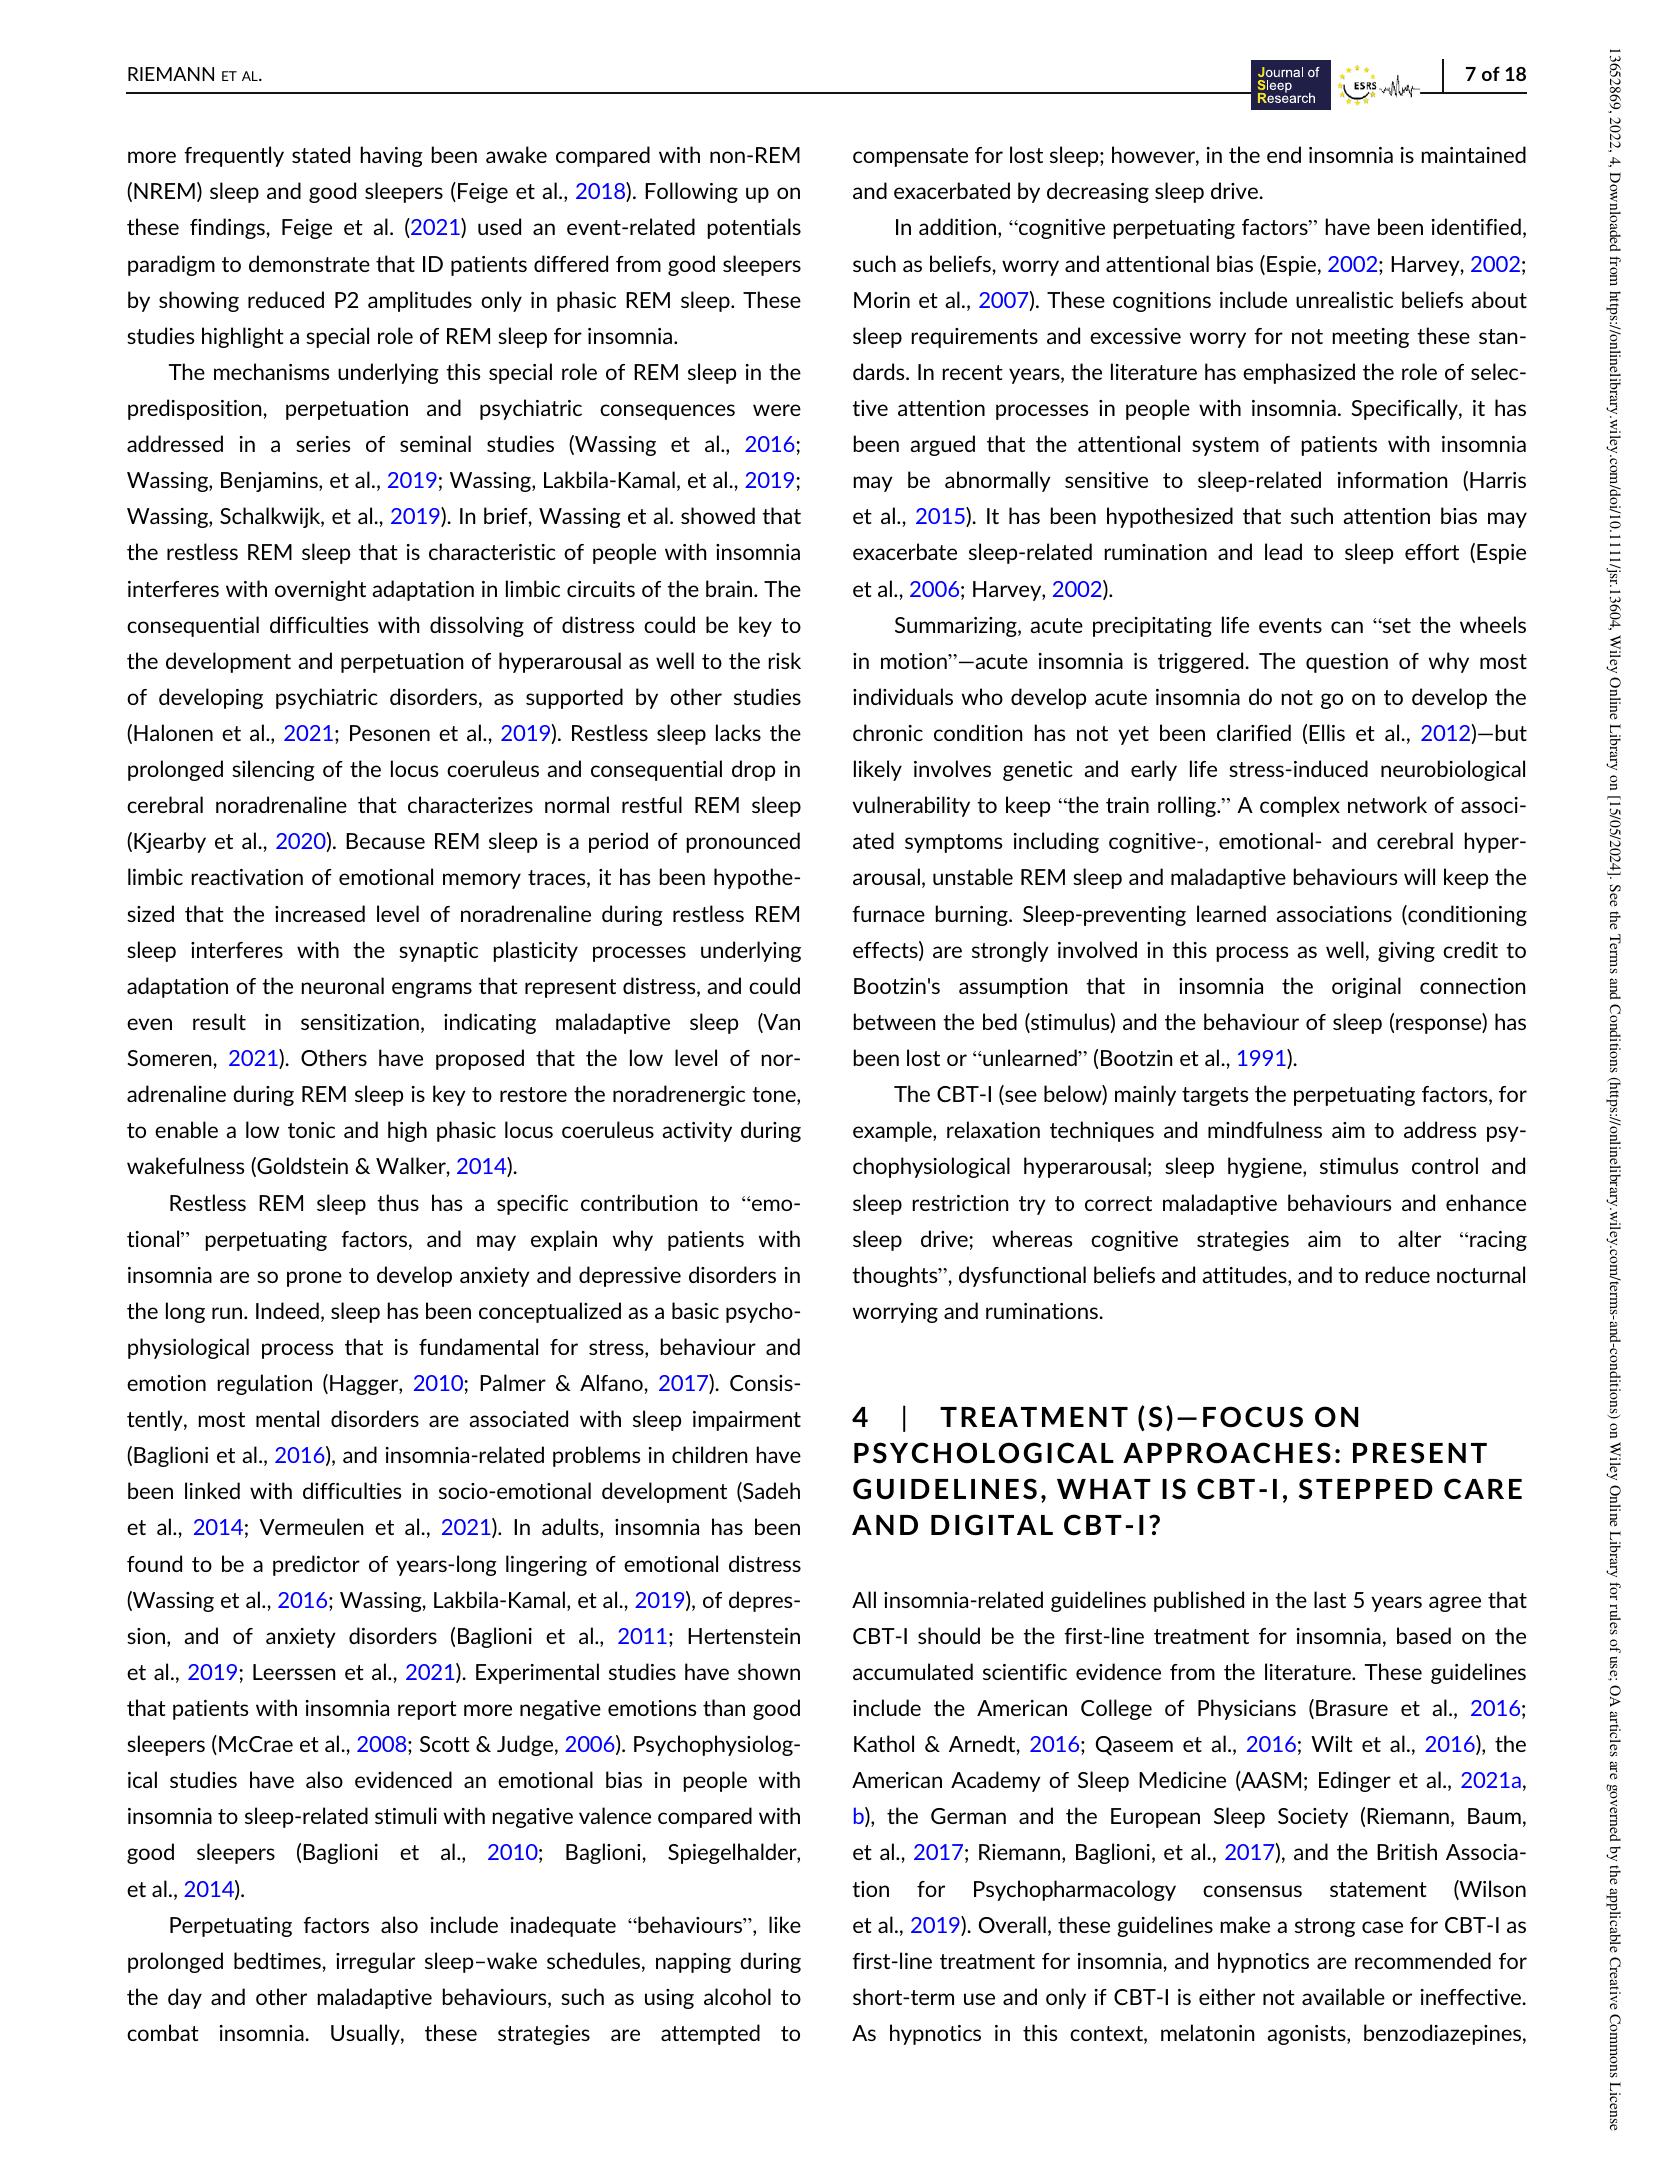 RIEMANN ET AL.
Journal of
Sleep
Research
ESRS
7 of 18
more frequently stated having been awake compared with non-REM
(NREM) sleep and good sleepers (Feige et al., 2018). Following up on
these findings, Feige et al. (2021) used an event-related potentials
paradigm to demonstrate that ID patients differed from good sleepers
by showing reduced P2 amplitudes only in phasic REM sleep. These
studies highlight a special role of REM sleep for insomnia.
The mechanisms underlying this special role of REM sleep in the
predisposition, perpetuation and psychiatric consequences were
addressed in a series of seminal studies (Wassing et al., 2016;
Wassing, Benjamins, et al., 2019; Wassing, Lakbila-Kamal, et al., 2019;
Wassing, Schalkwijk, et al., 2019). In brief, Wassing et al. showed that
the restless REM sleep that is characteristic of people with insomnia
interferes with overnight adaptation in limbic circuits of the brain. The
consequential difficulties with dissolving of distress could be key to
the development and perpetuation of hyperarousal as well to the risk
of developing psychiatric disorders, as supported by other studies
(Halonen et al., 2021; Pesonen et al., 2019). Restless sleep lacks the
prolonged silencing of the locus coeruleus and consequential drop in
cerebral noradrenaline that characterizes normal restful REM sleep
(Kjearby et al., 2020). Because REM sleep is a period of pronounced
limbic reactivation of emotional memory traces, it has been hypothe-
sized that the increased level of noradrenaline during restless REM
sleep interferes with the synaptic plasticity processes underlying
adaptation of the neuronal engrams that represent distress, and could
even result in sensitization, indicating maladaptive sleep (Van
Someren, 2021). Others have proposed that the low level of nor-
adrenaline during REM sleep is key to restore the noradrenergic tone,
to enable a low tonic and high phasic locus coeruleus activity during
wakefulness (Goldstein & Walker, 2014).
Restless REM sleep thus has a specific contribution to “emo-
tional” perpetuating factors, and may explain why patients with
insomnia are so prone to develop anxiety and depressive disorders in
the long run. Indeed, sleep has been conceptualized as a basic psycho-
physiological process that is fundamental for stress, behaviour and
emotion regulation (Hagger, 2010; Palmer & Alfano, 2017). Consis-
tently, most mental disorders are associated with sleep impairment
(Baglioni et al., 2016), and insomnia-related problems in children have
been linked with difficulties in socio-emotional development (Sadeh
et al., 2014; Vermeulen et al., 2021). In adults, insomnia has been
found to be a predictor of years-long lingering of emotional distress
(Wassing et al., 2016; Wassing, Lakbila-Kamal, et al., 2019), of depres-
sion, and of anxiety disorders (Baglioni et al., 2011; Hertenstein
et al., 2019; Leerssen et al., 2021). Experimental studies have shown
that patients with insomnia report more negative emotions than good
sleepers (McCrae et al., 2008; Scott & Judge, 2006). Psychophysiolog-
ical studies have also evidenced an emotional bias in people with
insomnia to sleep-related stimuli with negative valence compared with
good sleepers (Baglioni et al., 2010; Baglioni, Spiegelhalder,
et al., 2014).
Perpetuating factors also include inadequate “behaviours”, like
prolonged bedtimes, irregular sleep–wake schedules, napping during
the day and other maladaptive behaviours, such as using alcohol to
combat insomnia. Usually, these strategies are attempted to
compensate for lost sleep; however, in the end insomnia is maintained
and exacerbated by decreasing sleep drive.
In addition, “cognitive perpetuating factors” have been identified,
such as beliefs, worry and attentional bias (Espie, 2002; Harvey, 2002;
Morin et al., 2007). These cognitions include unrealistic beliefs about
sleep requirements and excessive worry for not meeting these stan-
dards. In recent years, the literature has emphasized the role of selec-
tive attention processes in people with insomnia. Specifically, it has
been argued that the attentional system of patients with insomnia
may be abnormally sensitive to sleep-related information (Harris
et al., 2015). It has been hypothesized that such attention bias may
exacerbate sleep-related rumination and lead to sleep effort (Espie
et al., 2006; Harvey, 2002).
Summarizing, acute precipitating life events can “set the wheels
in motion”—acute insomnia is triggered. The question of why most
individuals who develop acute insomnia do not go on to develop the
chronic condition has not yet been clarified (Ellis et al., 2012)—but
likely involves genetic and early life stress-induced neurobiological
vulnerability to keep “the train rolling.” A complex network of associ-
ated symptoms including cognitive-, emotional- and cerebral hyper-
arousal, unstable REM sleep and maladaptive behaviours will keep the
furnace burning. Sleep-preventing learned associations (conditioning
effects) are strongly involved in this process as well, giving credit to
Bootzin's assumption that in insomnia the original connection
between the bed (stimulus) and the behaviour of sleep (response) has
been lost or “unlearned” (Bootzin et al., 1991).
The CBT-I (see below) mainly targets the perpetuating factors, for
example, relaxation techniques and mindfulness aim to address psy-
chophysiological hyperarousal; sleep hygiene, stimulus control and
sleep restriction try to correct maladaptive behaviours and enhance
sleep drive; whereas cognitive strategies aim to alter “racing
thoughts”, dysfunctional beliefs and attitudes, and to reduce nocturnal
worrying and ruminations.
4 | TREATMENT (S)—FOCUS ON
PSYCHOLOGICAL APPROACHES: PRESENT
GUIDELINES, WHAT IS CBT-I, STEPPED CARE
AND DIGITAL CBT-I?
All insomnia-related guidelines published in the last 5 years agree that
CBT-I should be the first-line treatment for insomnia, based on the
accumulated scientific evidence from the literature. These guidelines
include the American College of Physicians (Brasure et al., 2016;
Kathol & Arnedt, 2016; Qaseem et al., 2016; Wilt et al., 2016), the
American Academy of Sleep Medicine (AASM; Edinger et al., 2021a,
b), the German and the European Sleep Society (Riemann, Baum,
et al., 2017; Riemann, Baglioni, et al., 2017), and the British Associa-
tion for Psychopharmacology consensus statement (Wilson
et al., 2019). Overall, these guidelines make a strong case for CBT-I as
first-line treatment for insomnia, and hypnotics are recommended for
short-term use and only if CBT-I is either not available or ineffective.
As hypnotics in this context, melatonin agonists, benzodiazepines,
13652869, 2022, 4, Downloaded from https://onlinelibrary.wiley.com/doi/10.1111/jsr.13604, Wiley Online Library on [15/05/2024]. See the Terms and Conditions (https://onlinelibrary.wiley.com/terms-and-conditions) on Wiley Online Library for rules of use; OA articles are governed by the applicable Creative Commons License